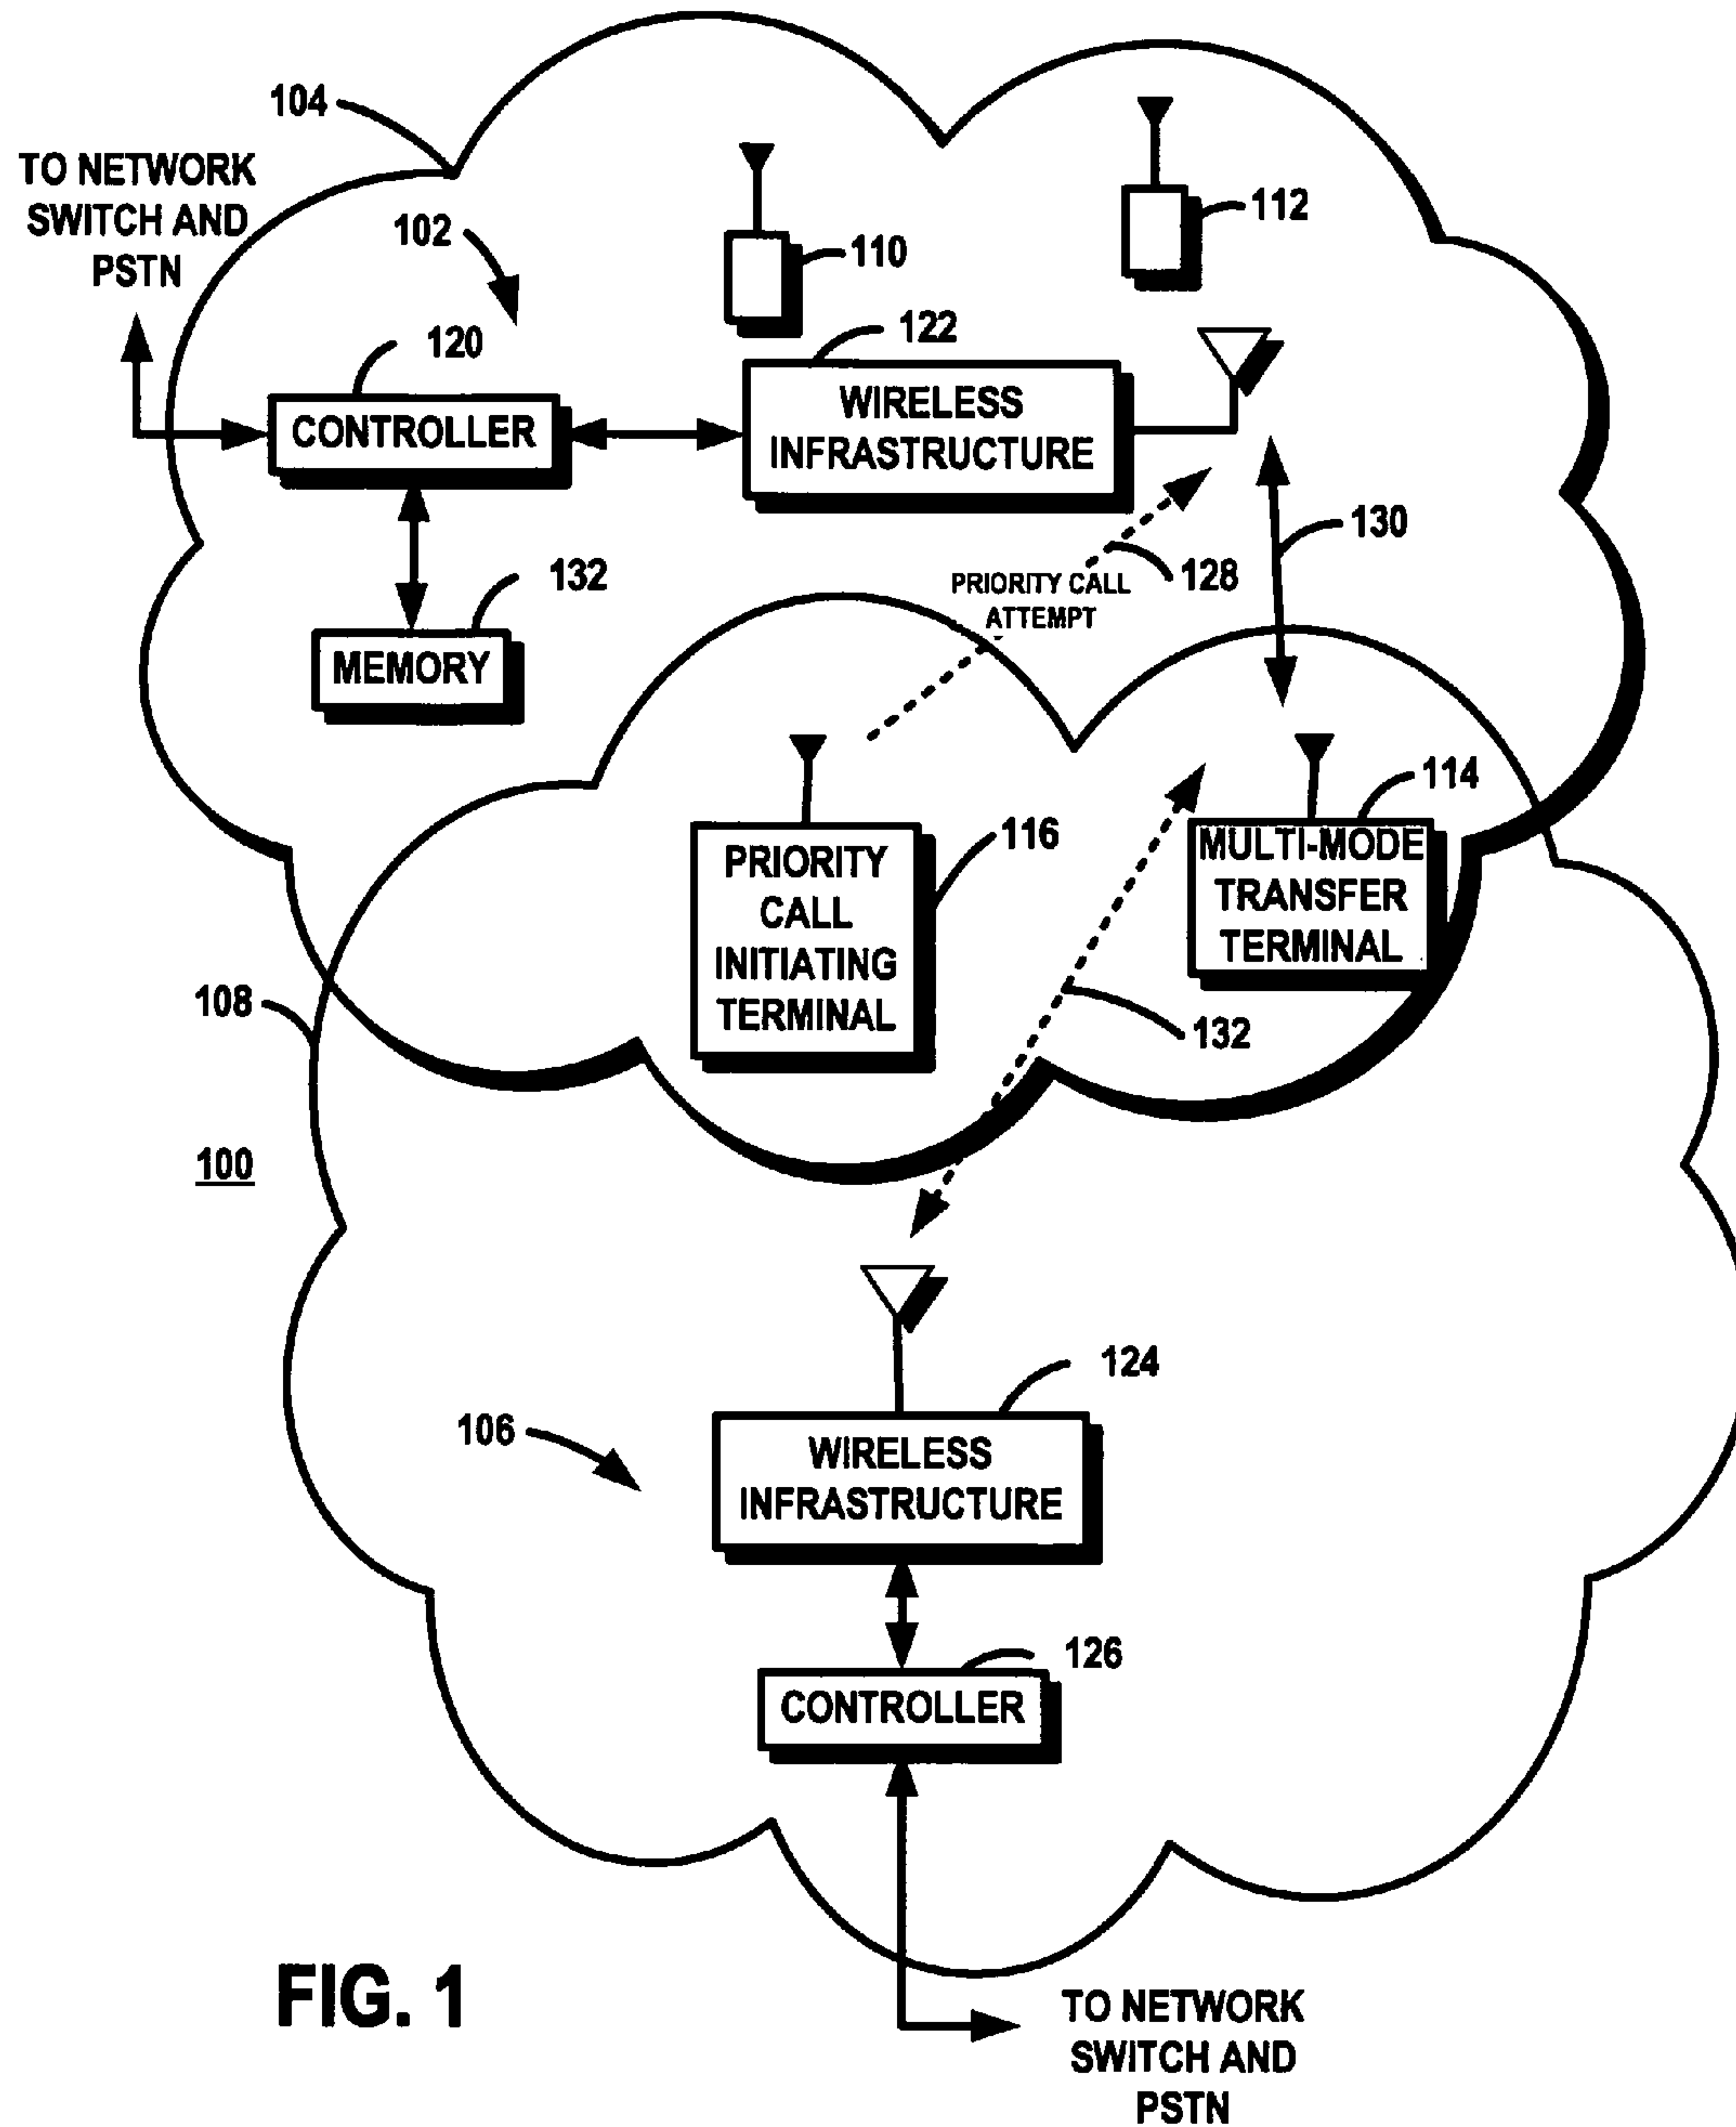 104
TO NETWORK
SWITCH AND
PSTN
102
110
112
120
122
CONTROLLER
WIRELESS
INFRASTRUCTURE
130
132
PRIORITY CALL
ATTEMPT
128
MEMORY
114
116
PRIORITY
CALL
INITIATING
TERMINAL
MULTI-MODE
TRANSFER
TERMINAL
108
132
100
124
106
WIRELESS
INFRASTRUCTURE
126
CONTROLLER
FIG. 1
TO NETWORK
SWITCH AND
PSTN